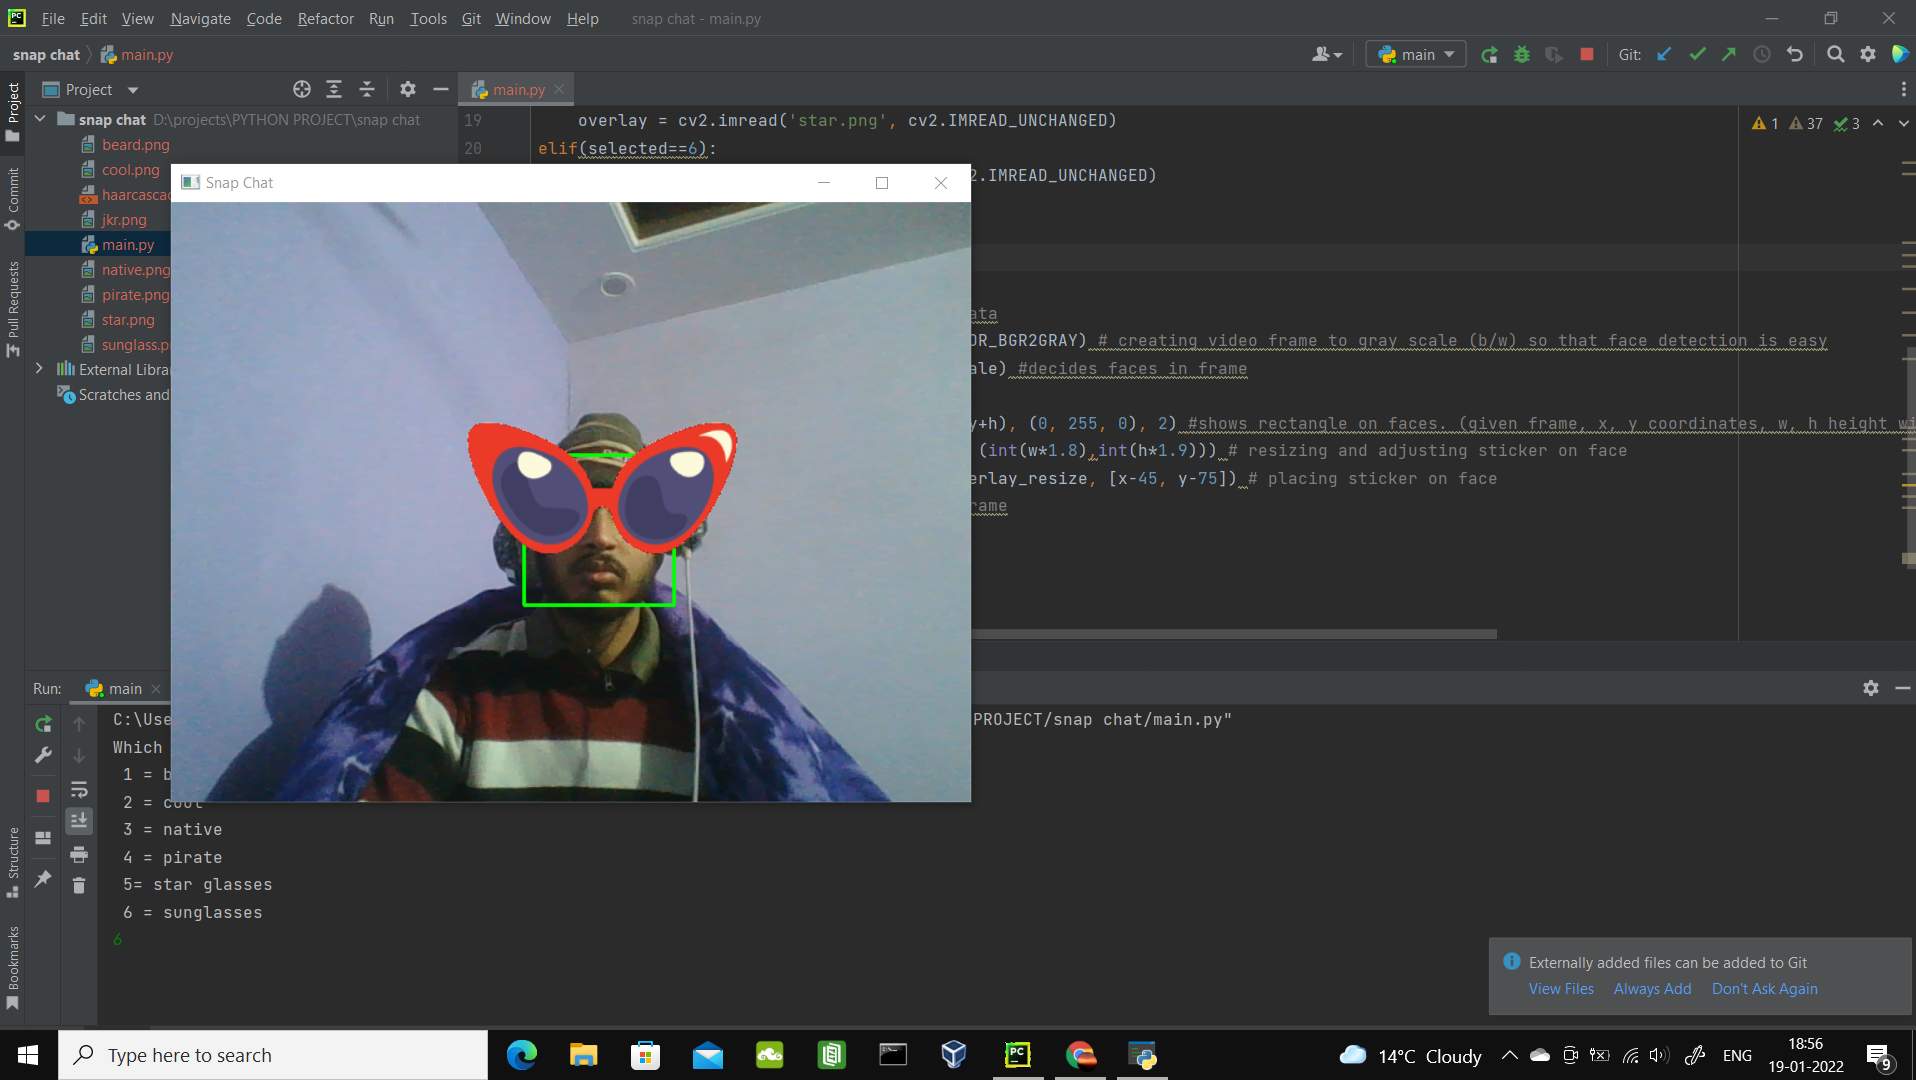 PC File Edit View Navigate Code Refactor Run Tools Git Window Help snap chat - main.py
snap chat main.py main Git:
Project
main.py
Project
Commit
Pull Requests
Structure
Bookmarks
snap chat D:\projects\PYTHON PROJECT\snap chat
beard.png
cool.png
haarcascad
jkr.png
main.py
native.png
pirate.png
star.png
sunglass.p
External Libra
Scratches and
19 overlay = cv2.imread('star.png', cv2.IMREAD_UNCHANGED)
20 elif(selected==6):
2.IMREAD_UNCHANGED)
ata
OR_BGR2GRAY) # creating video frame to gray scale (b/w) so that face detection is easy
ale) #decides faces in frame
y+h), (0, 255, 0), 2) #shows rectangle on faces. (given frame, x, y coordinates, w, h height wi
(int(w*1.8),int(h*1.9))) # resizing and adjusting sticker on face
erlay_resize, [x-45, y-75]) # placing sticker on face
rame
1 37 3
Snap Chat
Run: main
C:\Use PROJECT/snap chat/main.py"
Which
1 = b
2 = cool
3 = native
4 = pirate
5= star glasses
6 = sunglasses
6
Externally added files can be added to Git
View Files Always Add Don't Ask Again
Type here to search
PC
14°C Cloudy
ENG
18:56
19-01-2022
9